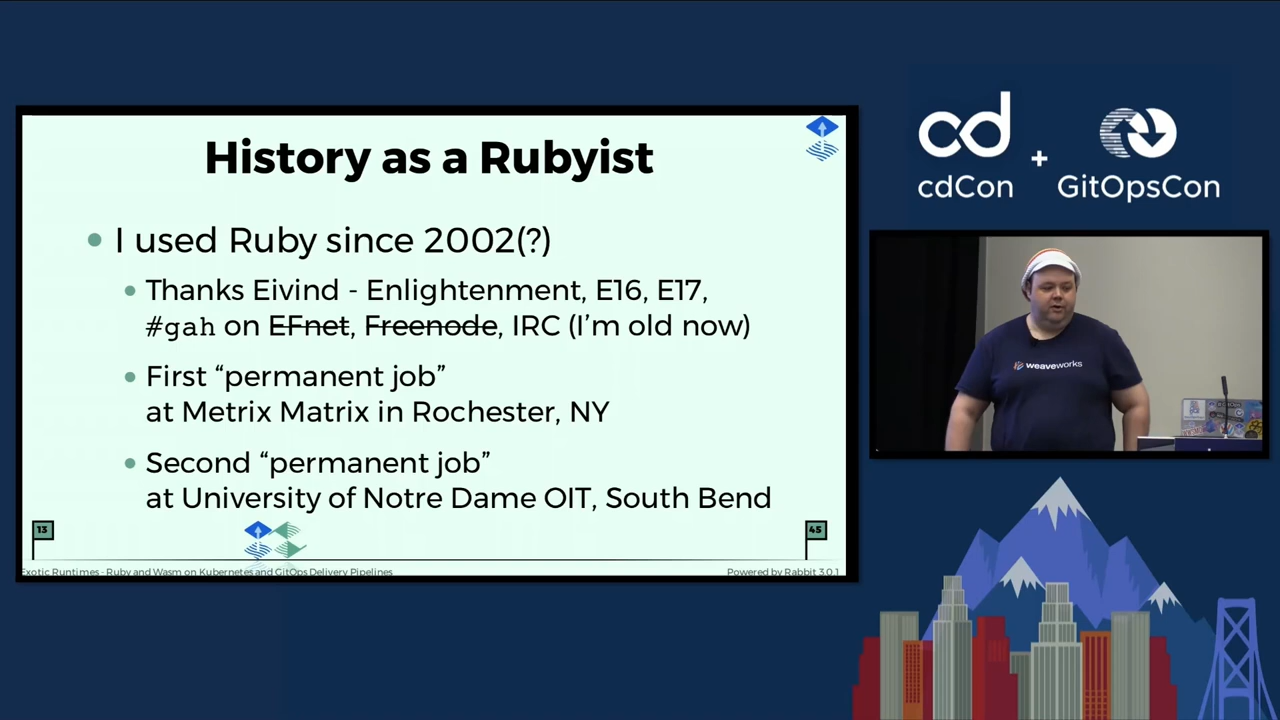 History as a Rubyist
I used Ruby since 2002(?)
Thanks Eivind - Enlightenment, E16, E17,
#gah on EFnet, Freenode, IRC (I'm old now)
First “permanent job”
at Metrix Matrix in Rochester, NY
Second “permanent job”
at University of Notre Dame OIT, South Bend
13
45
Exotic Runtimes - Ruby and Wasm on Kubernetes and GitOps Delivery Pipelines
Powered by Rabbit 3.0.1
cd
cdCon
+
GitOpsCon
weaveworks